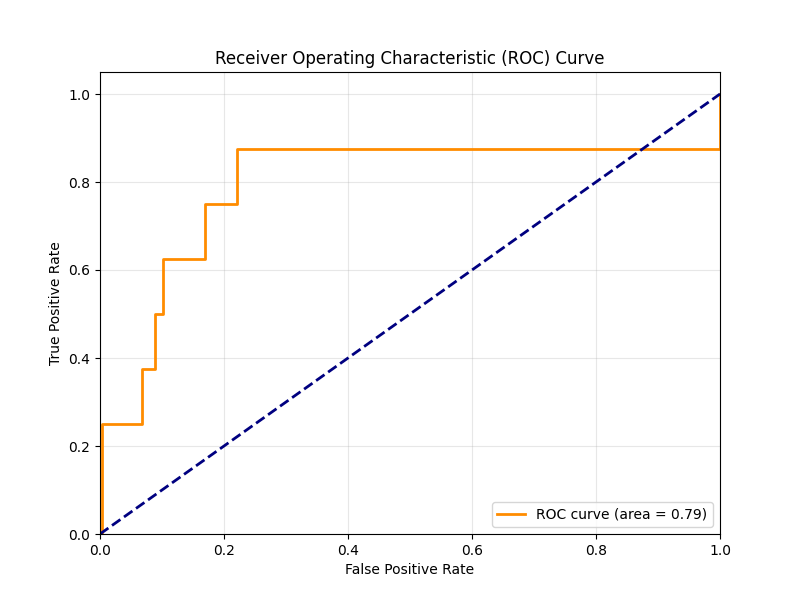 Receiver Operating Characteristic (ROC) Curve
True Positive Rate
1.0
0.8
0.6
0.4
0.2
0.0
ROC curve (area = 0.79)
0.0 0.2 0.4 0.6 0.8 1.0
False Positive Rate